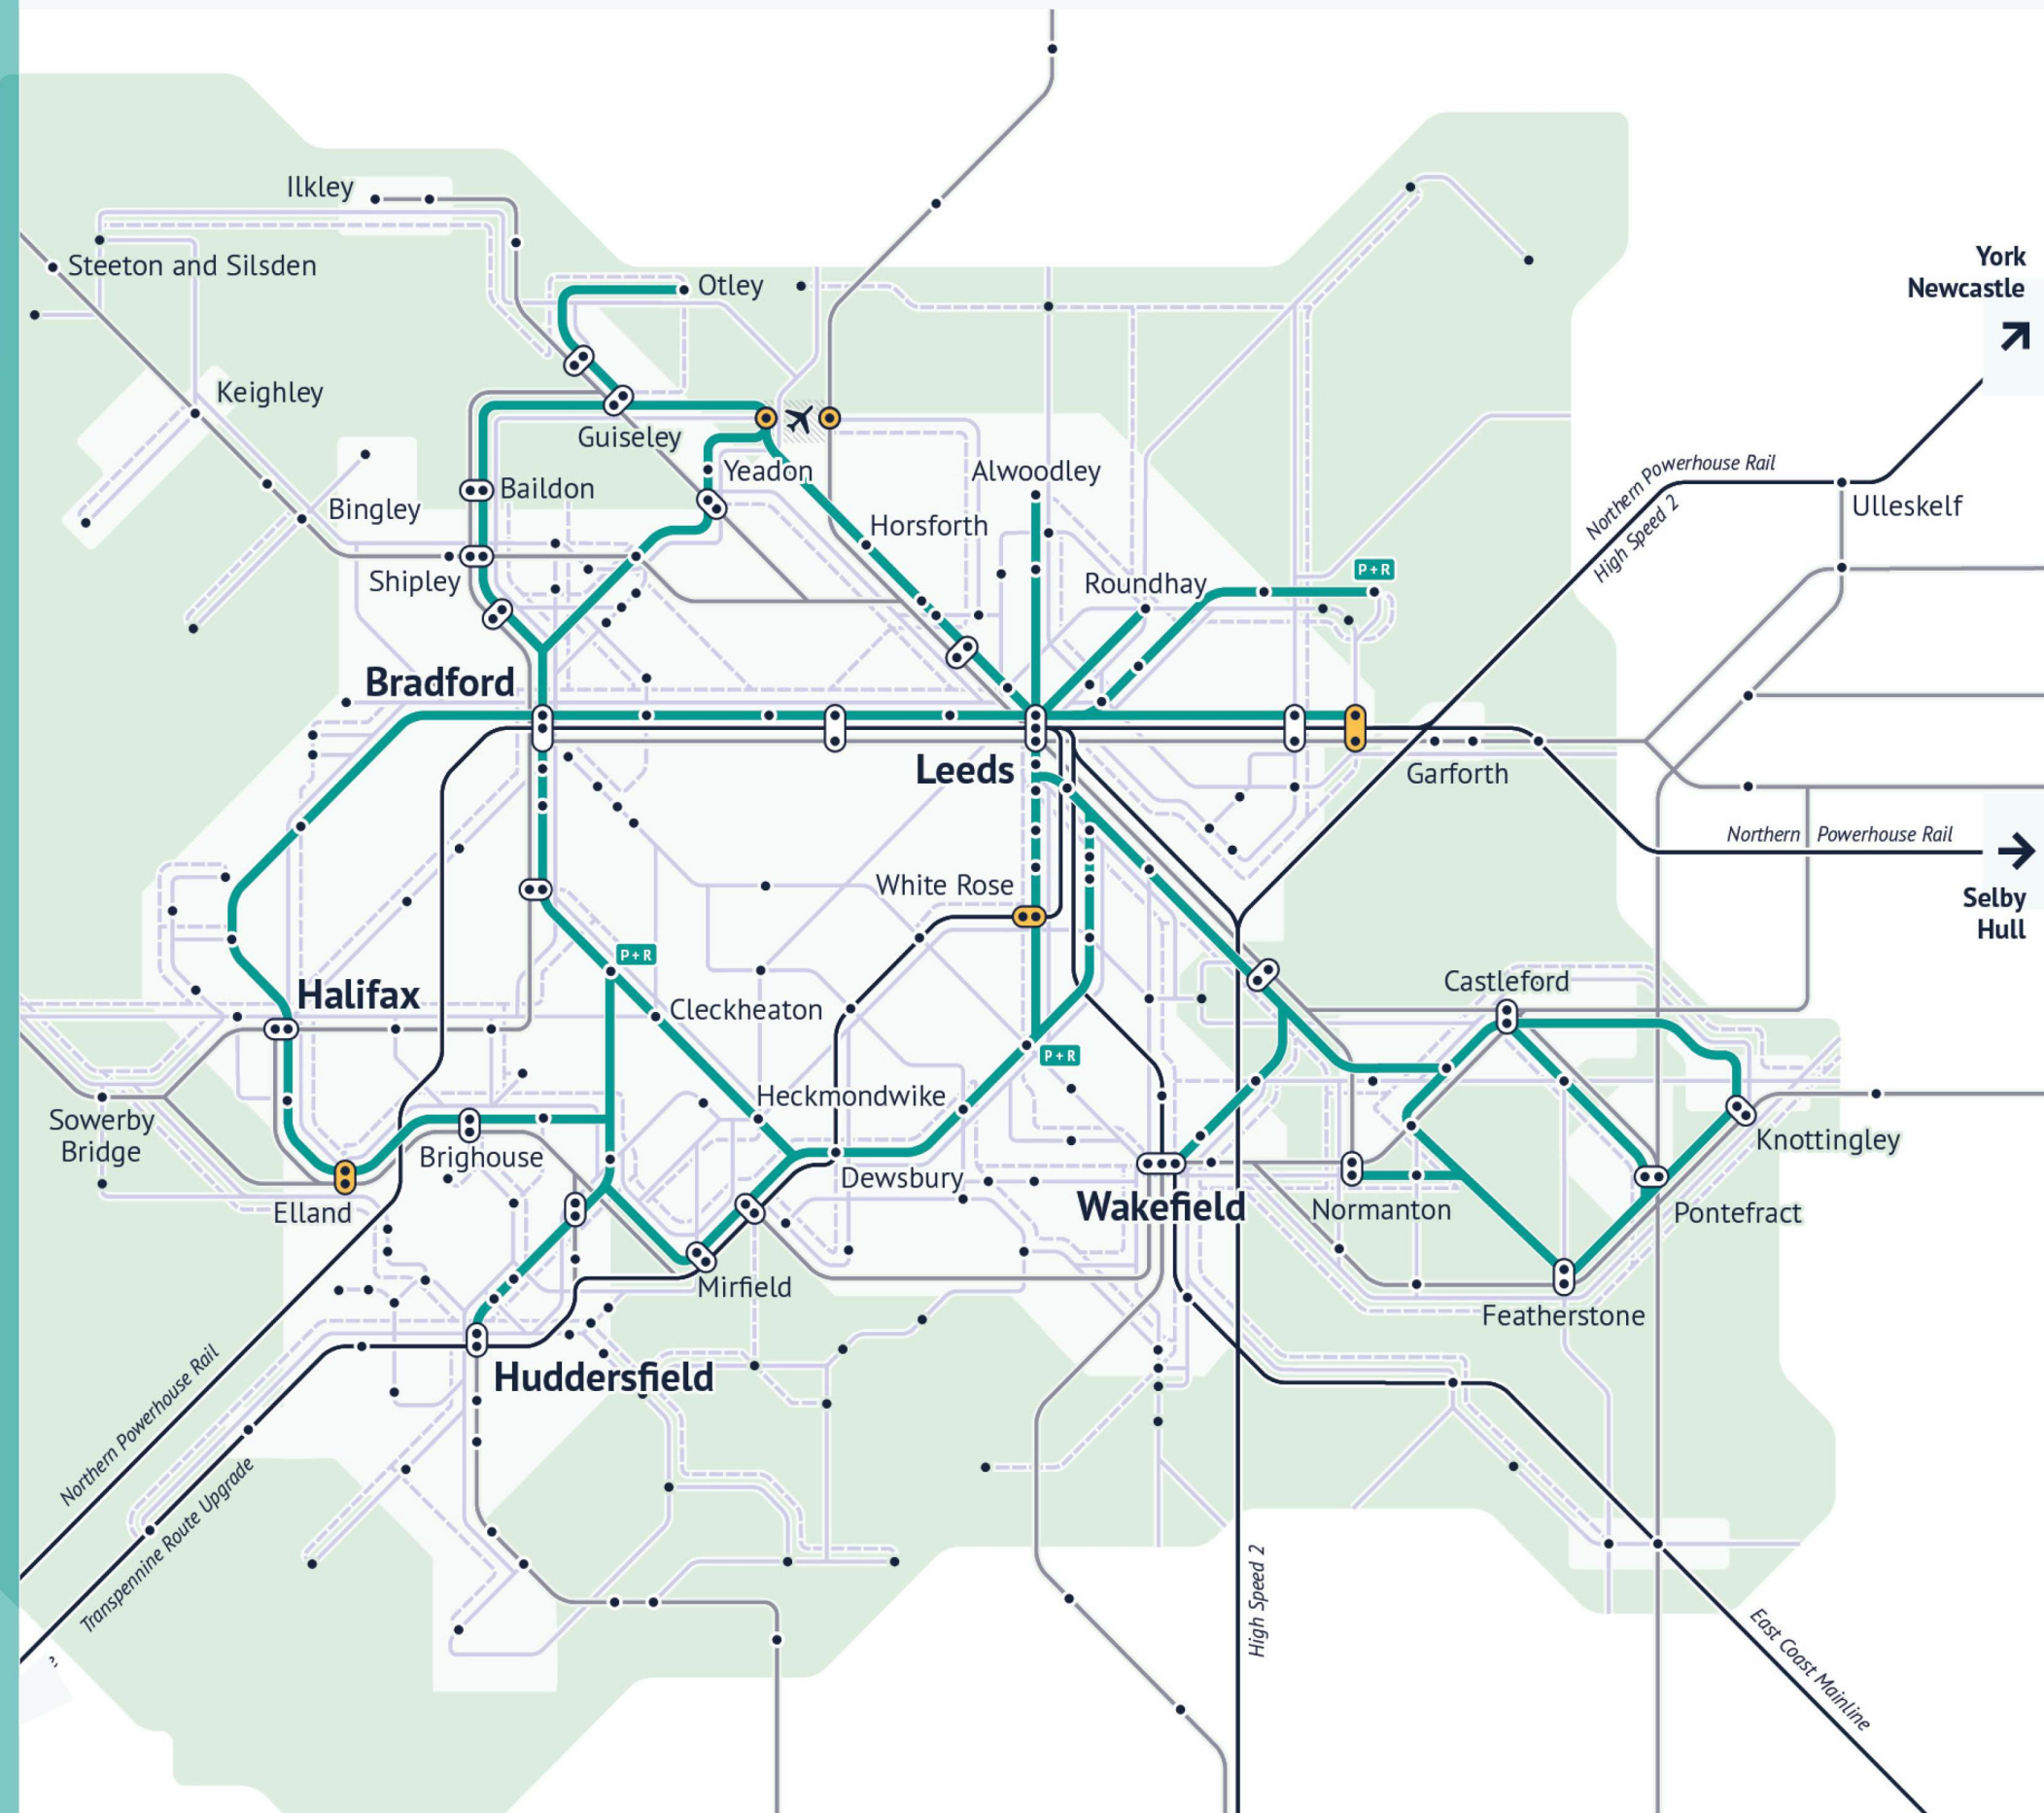 Ilkley
York
Newcastle
Steeton and Silsden
Otley
Keighley
Guiseley
Northern Powerhouse Rail
Yeadon
Alwoodley
Baildon
Bingley
Ulleskelf
High Speed 2
Horsforth
P+R
Shipley
Roundhay
Bradford
Leeds
Garforth
Northern Powerhouse Rail
White Rose
Selby
Hull
P+R
Castleford
Halifax
Cleckheaton
P+R
Heckmondwike
Sowerby
Bridge
Knottingley
Brighouse
Dewsbury
Wakefield
Elland
Normanton
Pontefract
Mirfield
Featherstone
Huddersfield
Northern Powerhouse Rail
Transpennine Route Upgrade
High Speed 2
East Coast Mainline